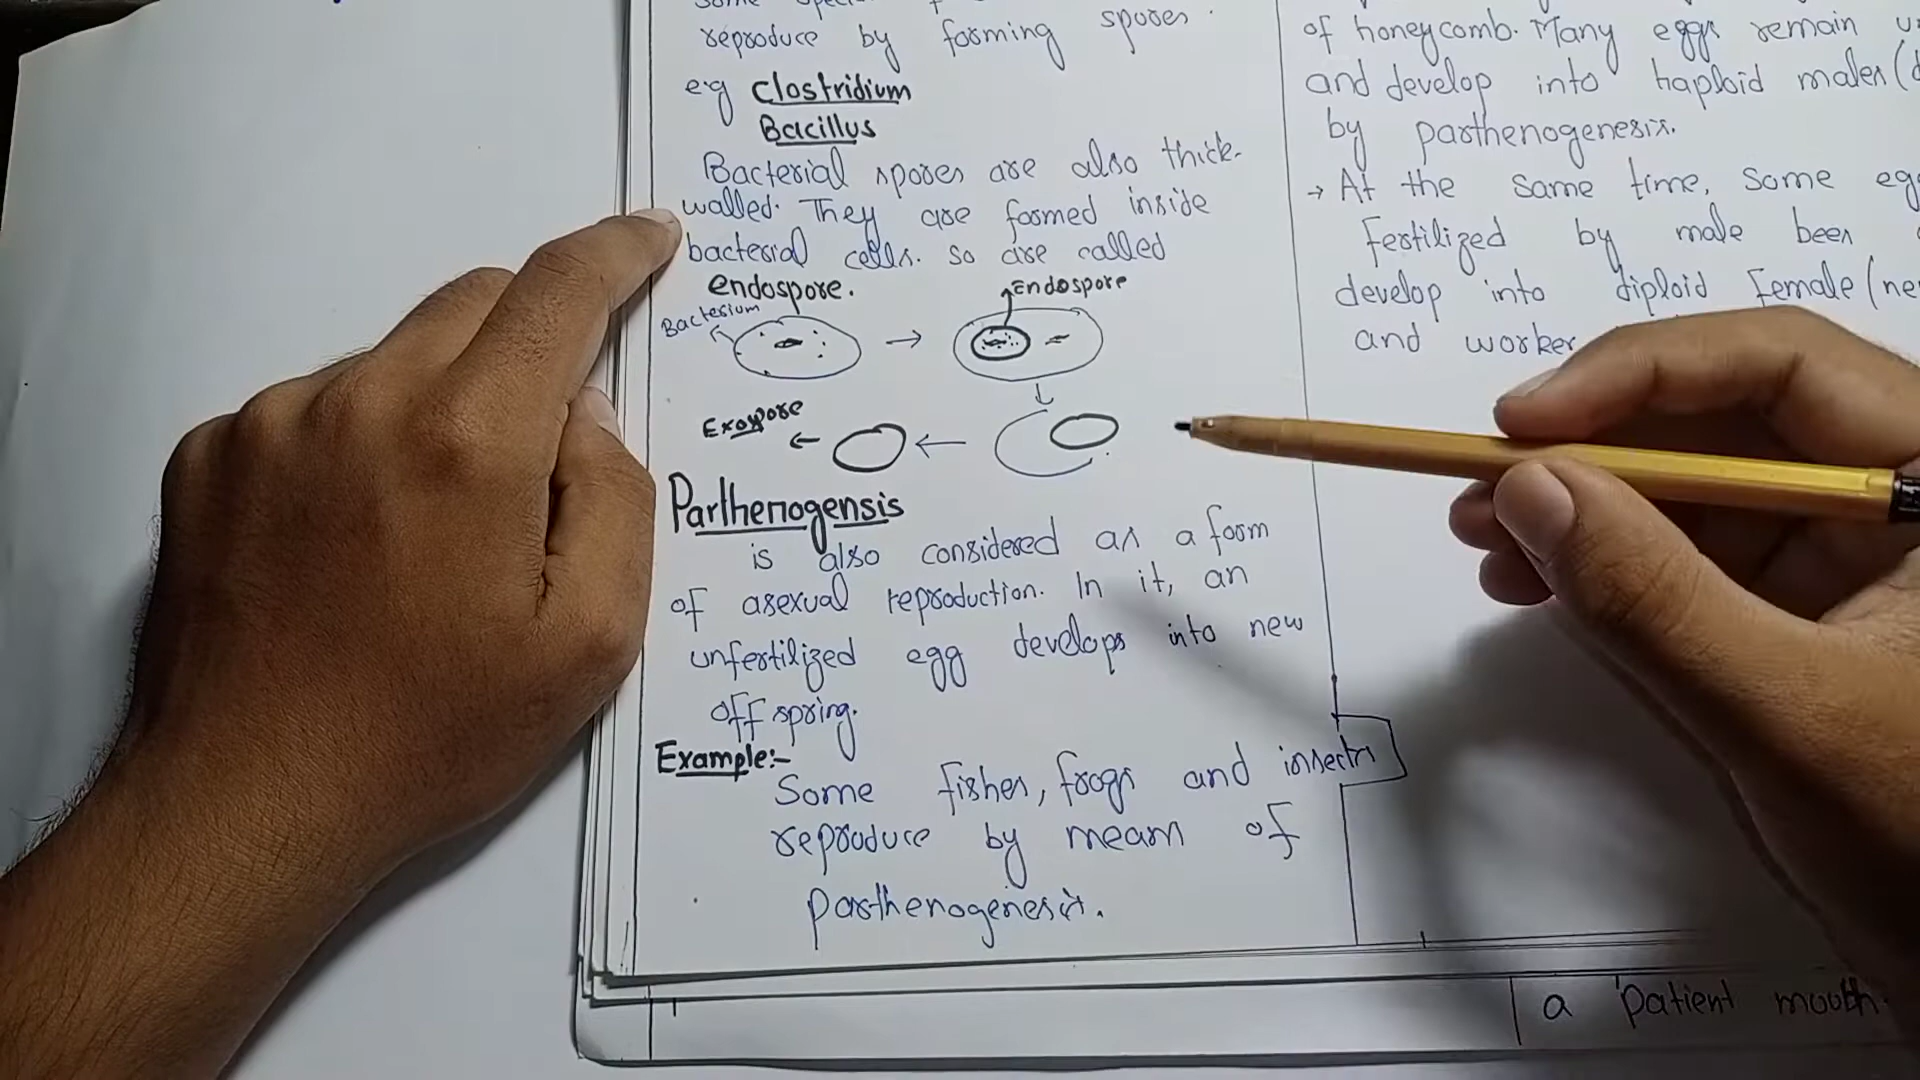 reproduce by forming spores.
e.g Clostridium
Bacillus
Bacterial spores are also thick-
walled. They are formed inside
bacterial cells. so are called
endospore.
Bacterium
Endospore
Exospore
Parthenogensis
is also considered as a form
of asexual reproduction. In it, an
unfertilized egg develops into new
off spring.
Example:-
Some fishes, frogs and insects
reproduce by means of
parthenogenesis.
of honeycomb. Many eggs remain
and develop into haploid males (
by parthenogenesis.
→ At the same time, some
fertilized by male been
develop into diploid Female (
and worker
a patient mouth.